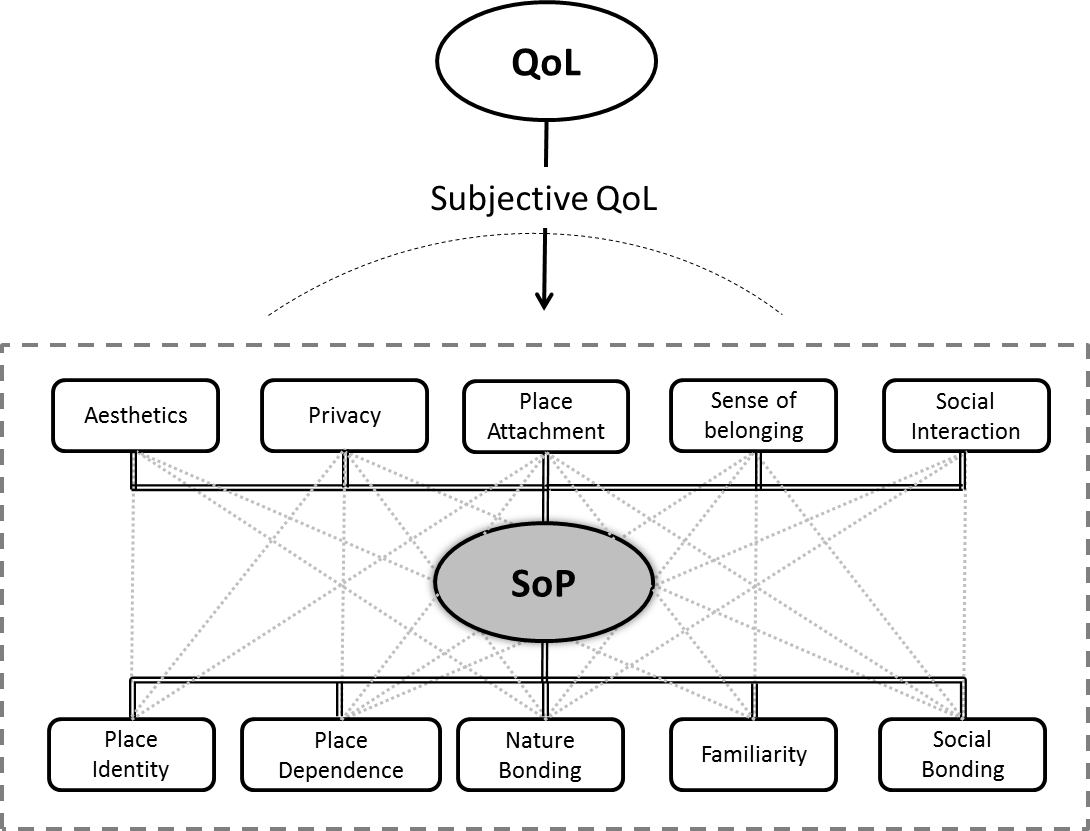 QoL
Subjective QoL
Aesthetics
Privacy
Place
Attachment
Sense of
belonging
Social
Interaction
SoP
Place
Identity
Place
Dependence
Nature
Bonding
Familiarity
Social
Bonding